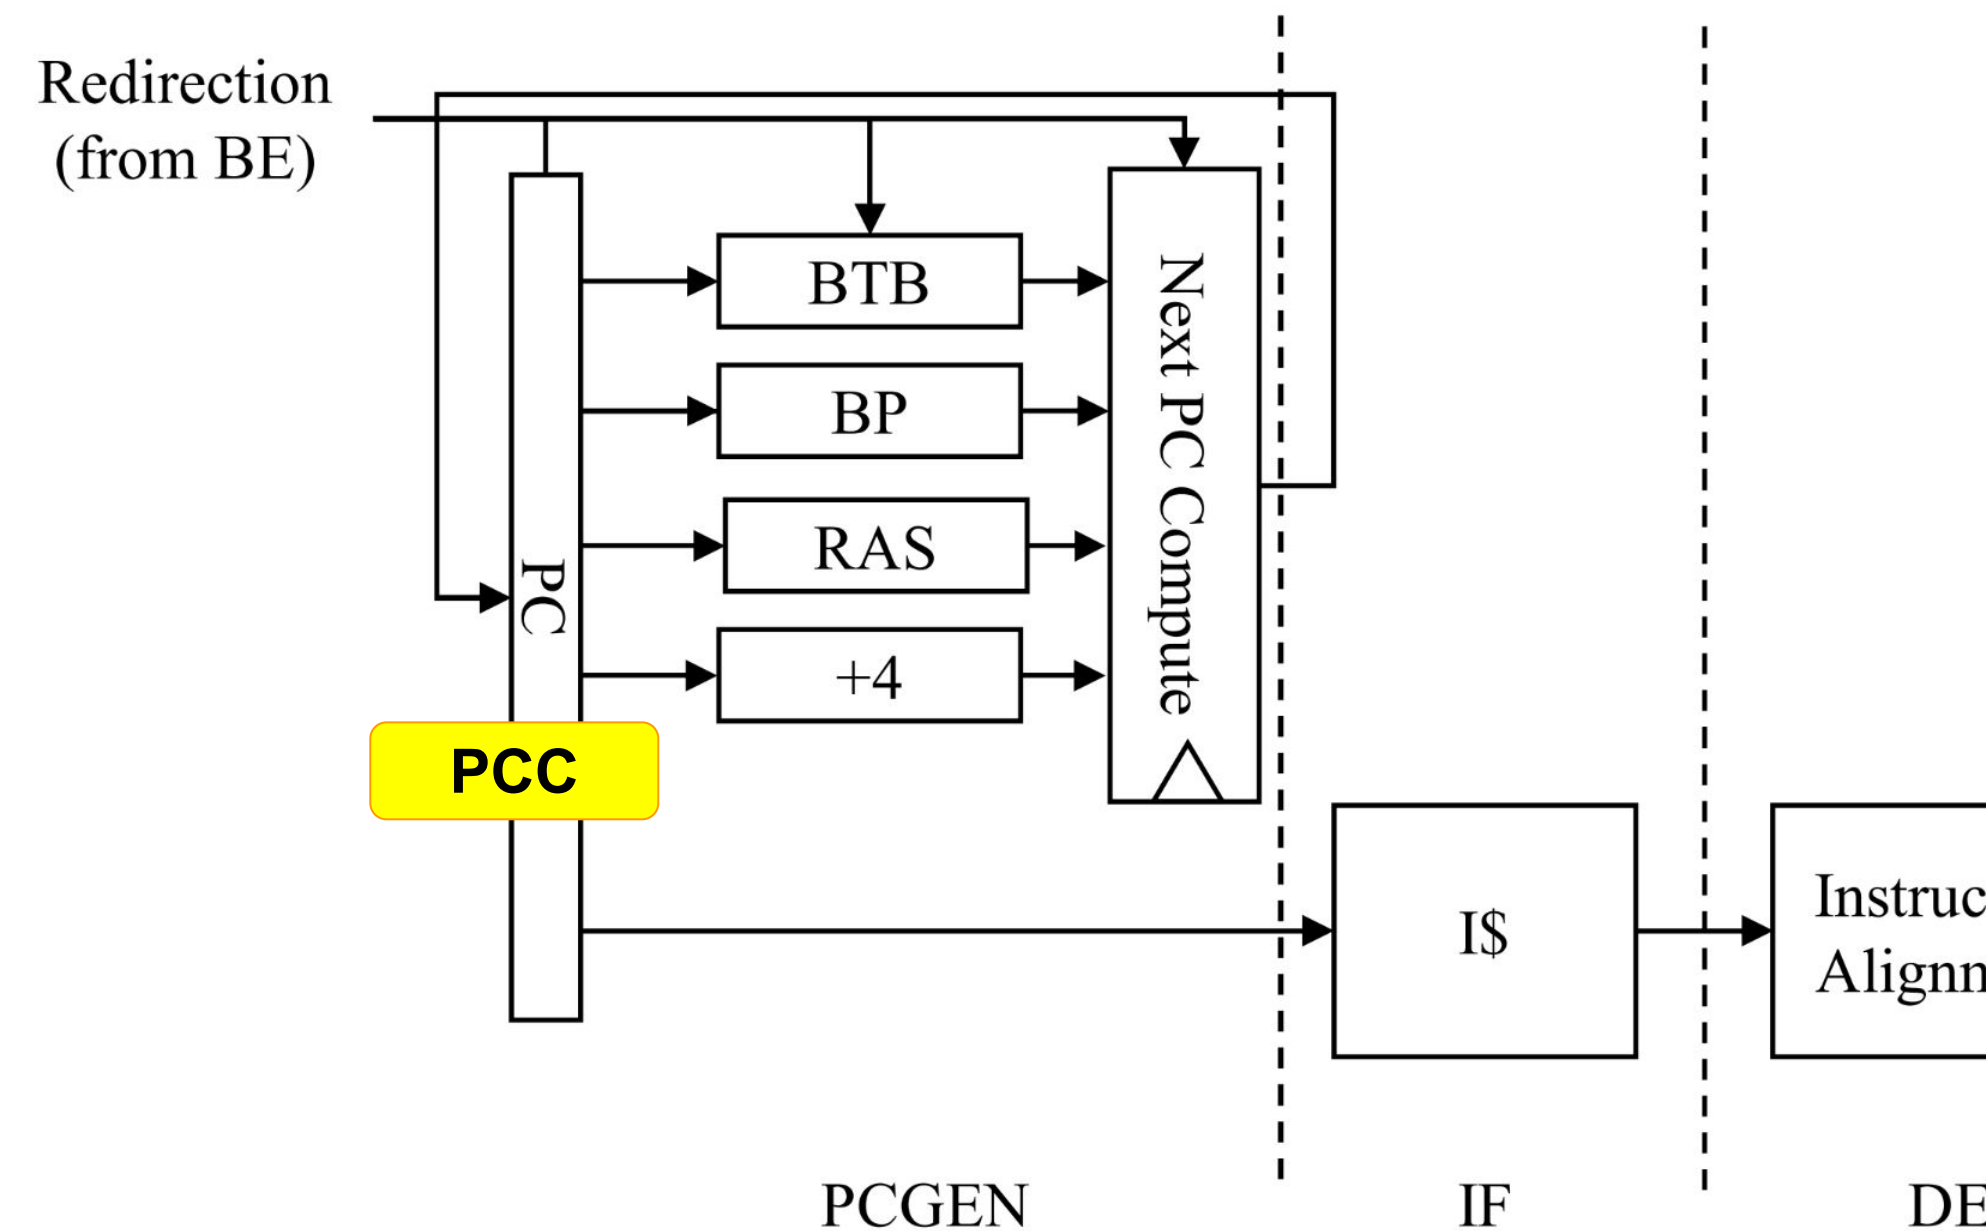 Redirection
(from BE)
BTB
BP
RAS
+4
PC
Next PC Compute
PCC
I$
PCGEN
IF